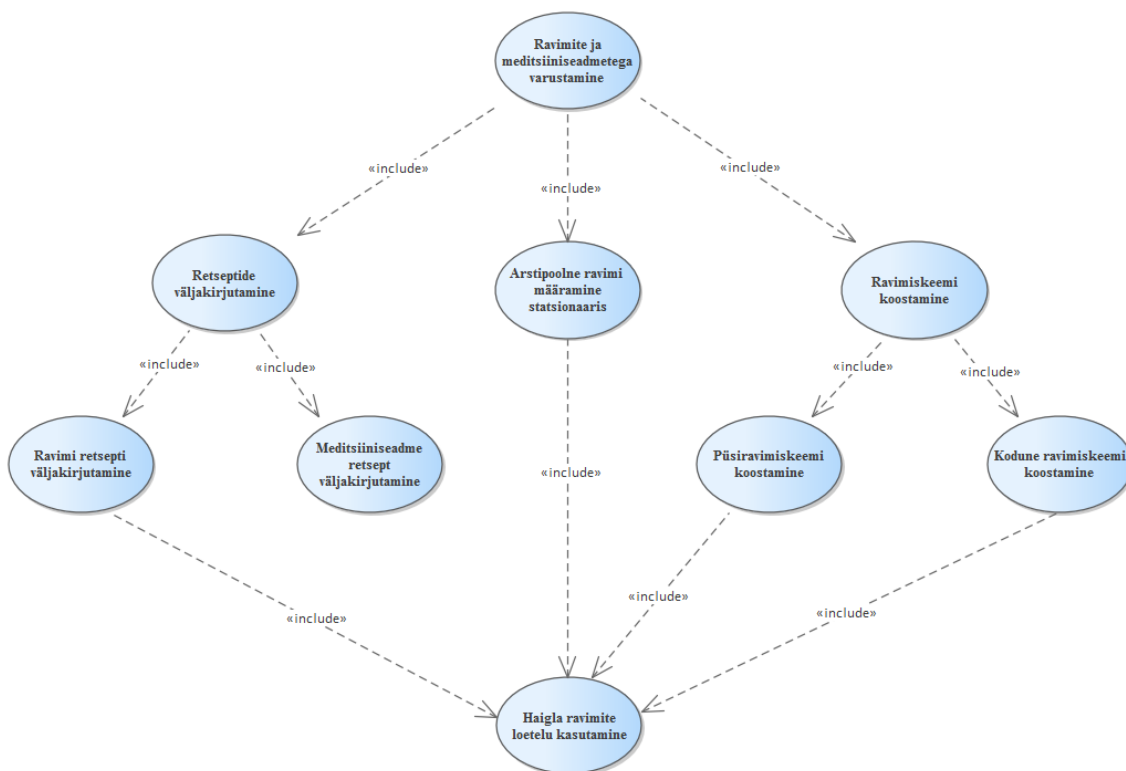 Ravimite ja
meditsiiniseadmetega
varustamine
«include»
«include»
«include»
Retseptide
väljakirjutamine
Arstipoolne ravimi
määramine
statsionaaris
Ravimiskeemi
koostamine
«include»
«include»
«include»
«include»
Ravimi retsepti
väljakirjutamine
Meditsiiniseadme
retsept
väljakirjutamine
«include»
Püsiravimiskeemi
koostamine
Kodune ravimiskeemi
koostamine
«include»
«include»
«include»
Haigla ravimite
loetelu kasutamine